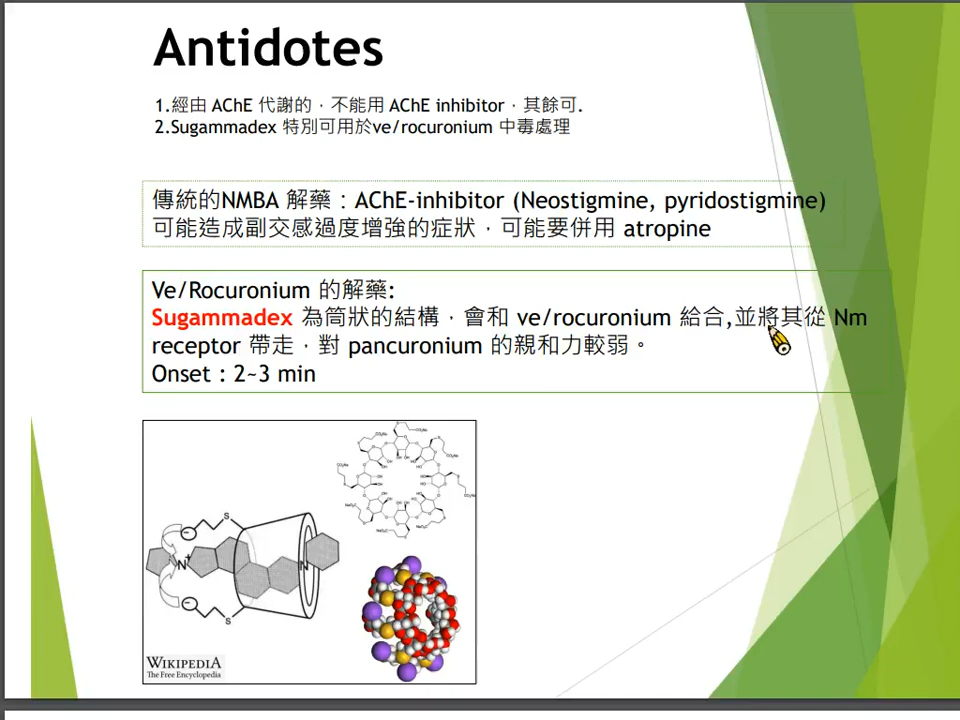 Antidotes
1.經由 AChE 代謝的，不能用 AChE inhibitor，其餘可.
2.Sugammadex 特別可用於ve/rocuronium 中毒處理
傳統的NMBA 解藥：AChE-inhibitor (Neostigmine, pyridostigmine)
可能造成副交感過度增強的症狀，可能要併用 atropine
Ve/Rocuronium 的解藥:
Sugammadex 為筒狀的結構，會和 ve/rocuronium 給合,並將其從 Nm
receptor 帶走，對 pancuronium 的親和力較弱。
Onset : 2~3 min
S
N
+
N
S
WIKIPEDIA
The Free Encyclopedia